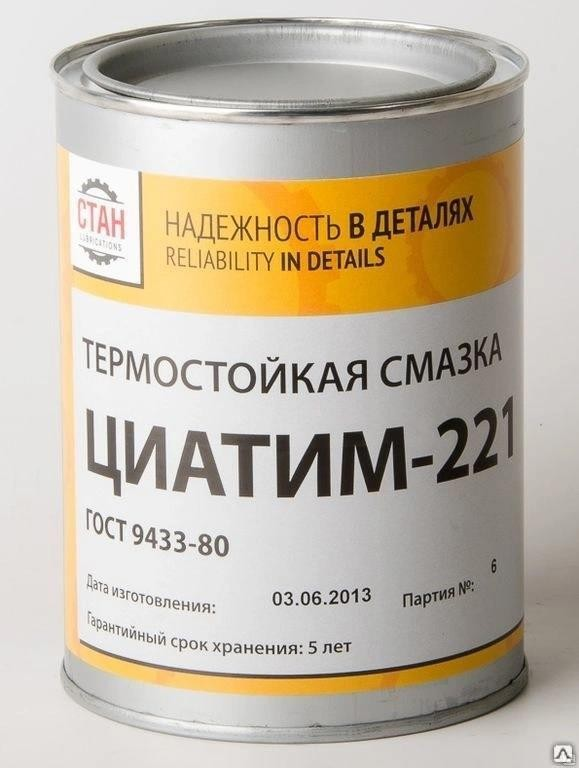 СТАН
LUBRICATIONS
НАДЕЖНОСТЬ В ДЕТАЛЯХ
RELIABILITY IN DETAILS
ТЕРМОСТОЙКАЯ СМАЗКА
ЦИАТИМ-221
ГОСТ 9433-80
Дата изготовления: 03.06.2013 Партия №: 6
Гарантийный срок хранения: 5 лет